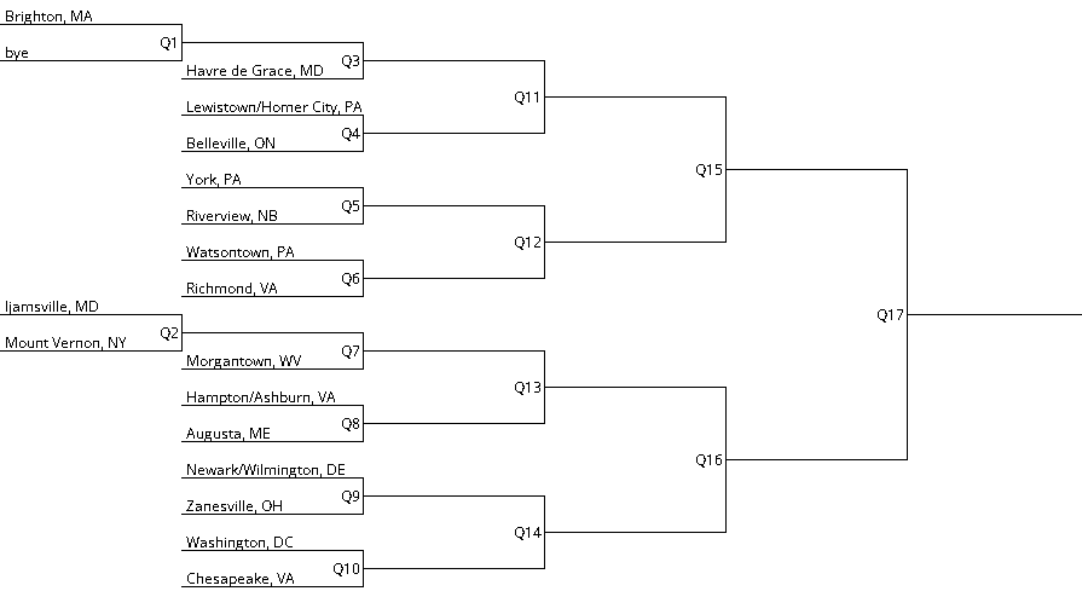 Brighton, MA
Q1
bye
Q3
Havre de Grace, MD
Q11
Lewistown/Homer City, PA
Q4
Belleville, ON
Q15
York, PA
Q5
Riverview, NB
Q12
Watsontown, PA
Q6
Richmond, VA
Q17
Ijamsville, MD
Q2
Mount Vernon, NY
Q7
Morgantown, WV
Q13
Hampton/Ashburn, VA
Q8
Augusta, ME
Q16
Newark/Wilmington, DE
Q9
Zanesville, OH
Q14
Washington, DC
Q10
Chesapeake, VA